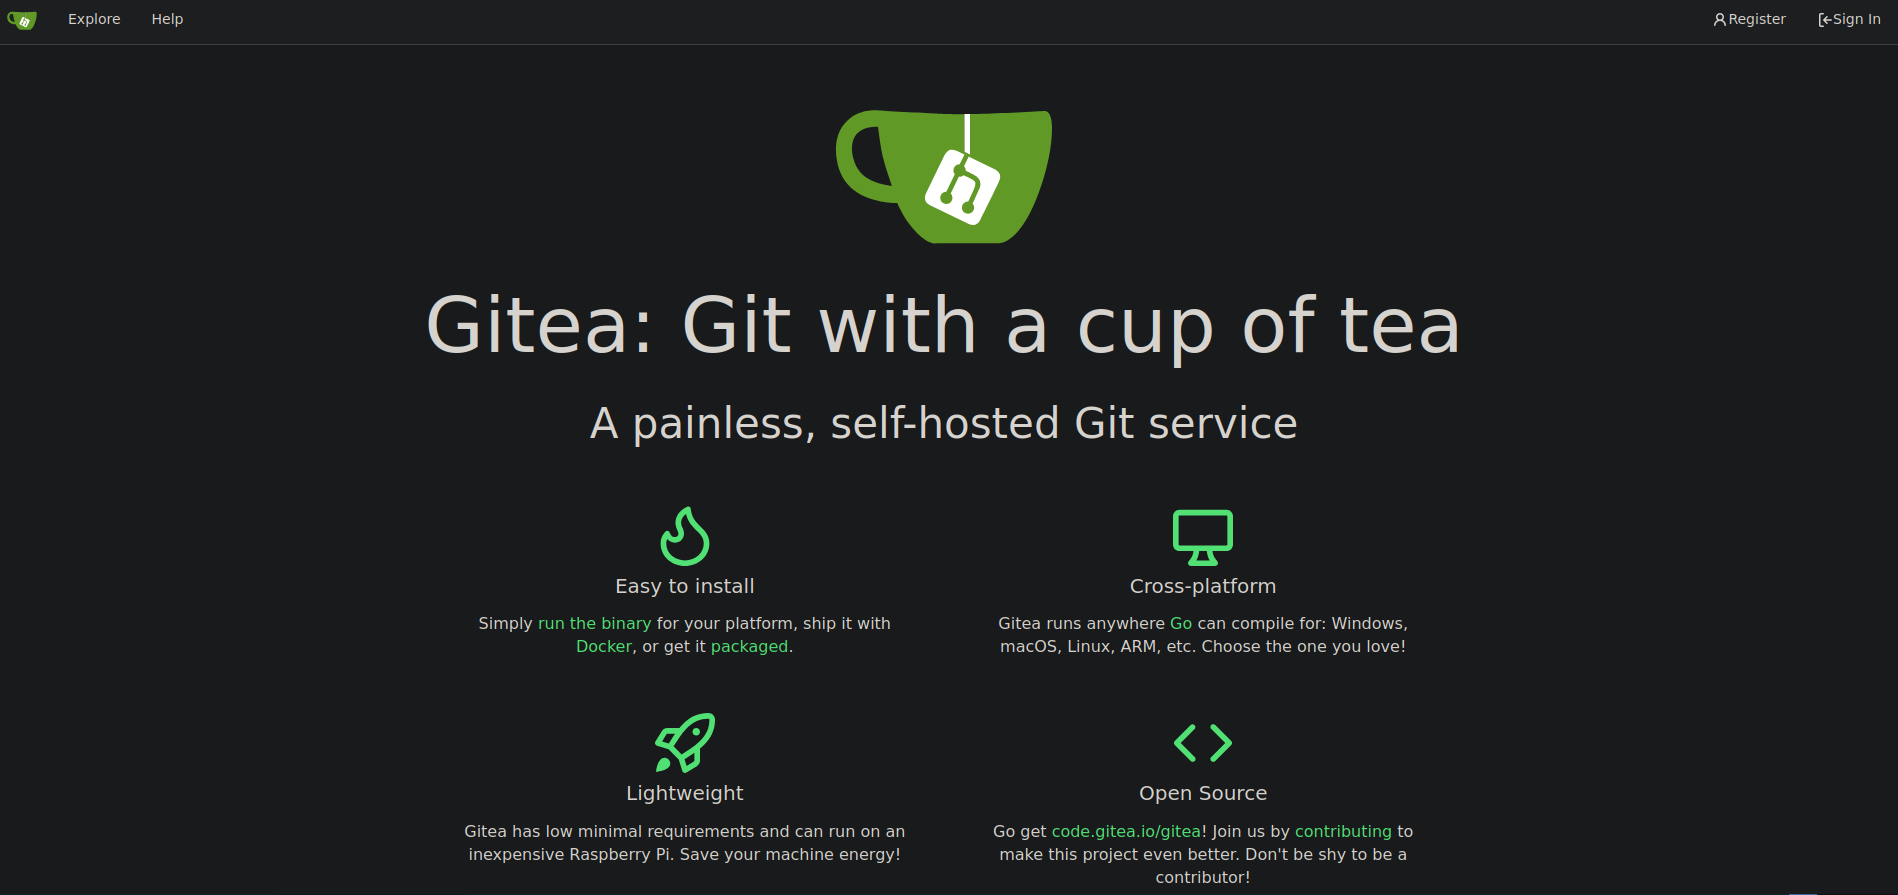 Explore Help Register Sign In
Gitea: Git with a cup of tea
A painless, self-hosted Git service
Easy to install
Simply run the binary for your platform, ship it with
Docker, or get it packaged.
Cross-platform
Gitea runs anywhere Go can compile for: Windows,
macOS, Linux, ARM, etc. Choose the one you love!
Lightweight
Gitea has low minimal requirements and can run on an
inexpensive Raspberry Pi. Save your machine energy!
Open Source
Go get code.gitea.io/gitea! Join us by contributing to
make this project even better. Don't be shy to be a
contributor!